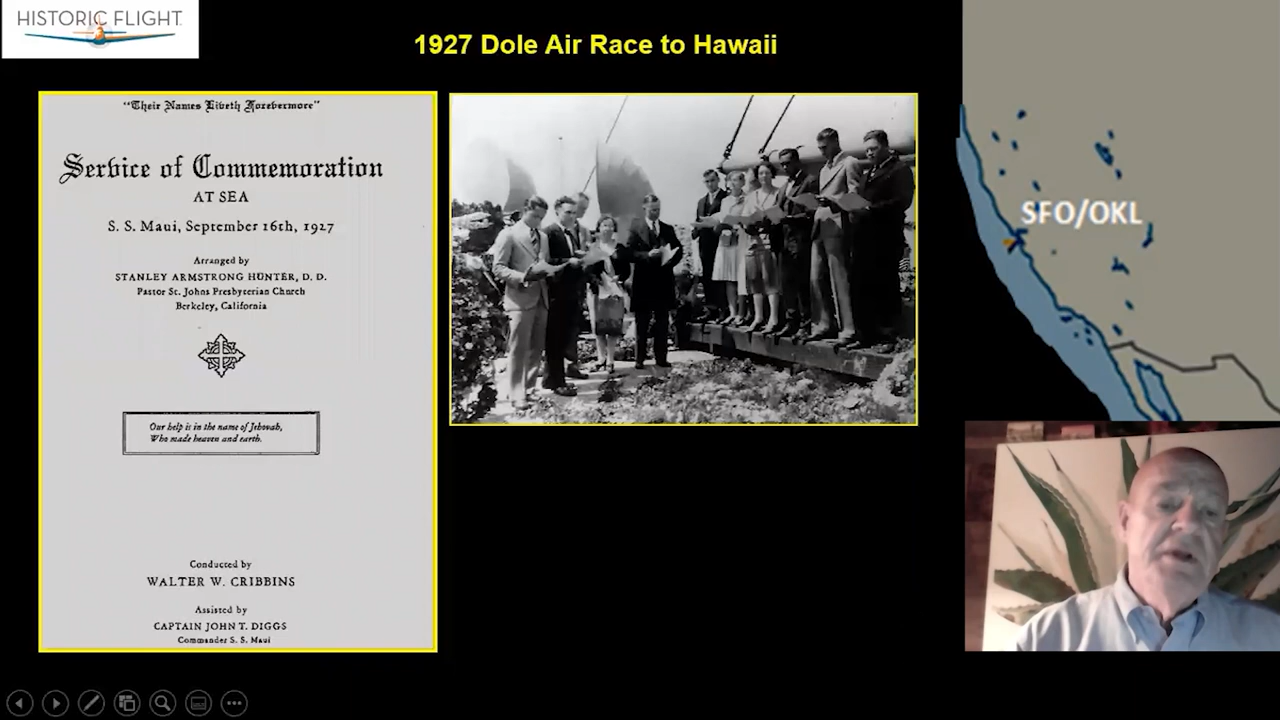 HISTORIC FLIGHT
1927 Dole Air Race to Hawaii
"Their Names Liveth Forevermore"
Service of Commemoration
AT SEA
S. S. Maui, September 16th, 1927
Arranged by
STANLEY ARMSTRONG HUNTER, D. D.
Pastor St. Johns Presbyterian Church
Berkeley, California
Our help is in the name of Jehovah,
Who made heaven and earth.
Conducted by
WALTER W. CRIBBINS
Assisted by
CAPTAIN JOHN T. DIGGS
Commander S. S. Maui
SFO/OKL